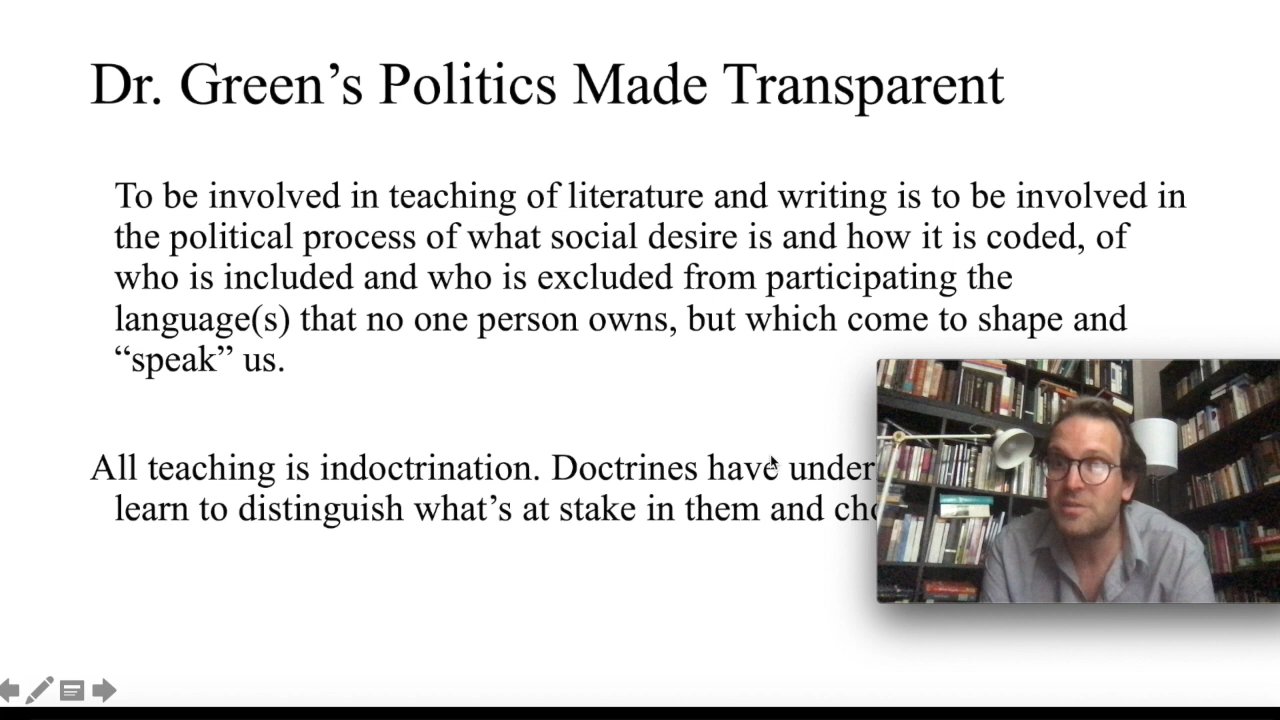 Dr. Green’s Politics Made Transparent
To be involved in teaching of literature and writing is to be involved in
the political process of what social desire is and how it is coded, of
who is included and who is excluded from participating the
language(s) that no one person owns, but which come to shape and
“speak” us.
All teaching is indoctrination. Doctrines have
learn to distinguish what’s at stake in them and